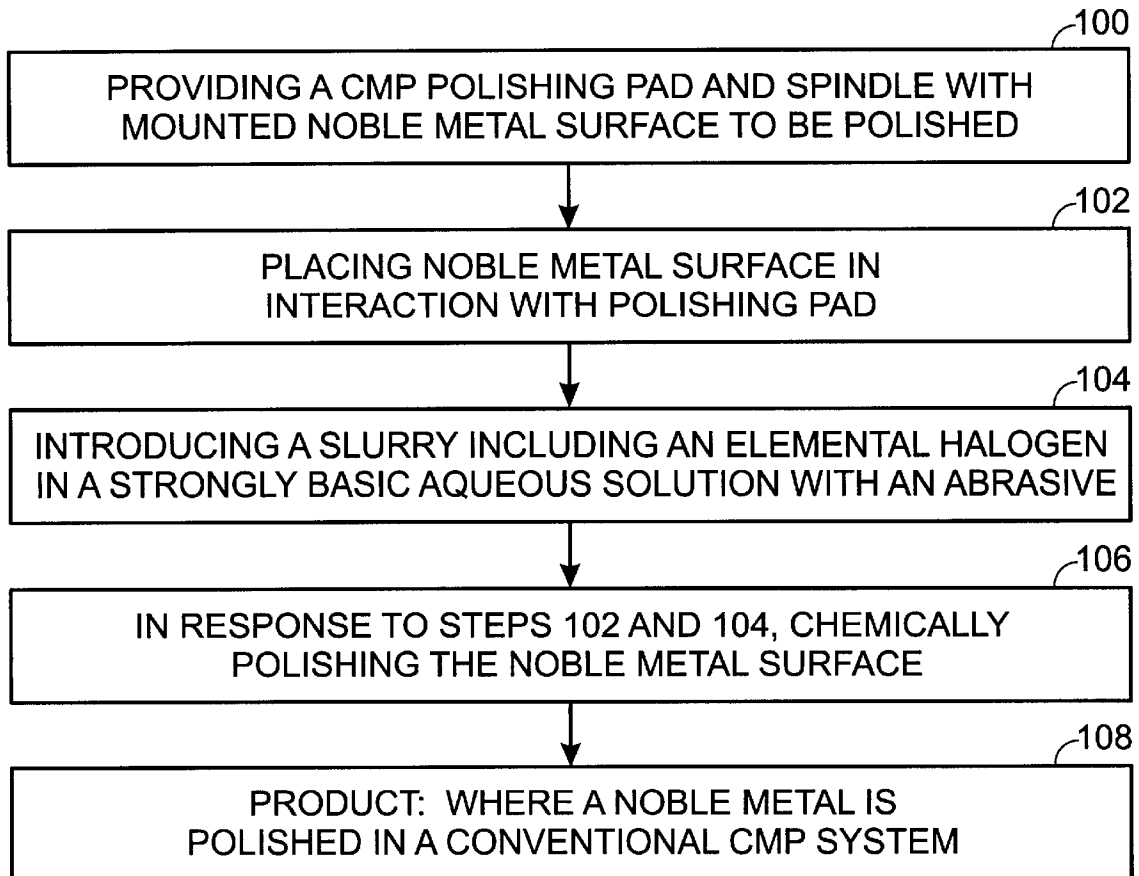 100
PROVIDING A CMP POLISHING PAD AND SPINDLE WITH
MOUNTED NOBLE METAL SURFACE TO BE POLISHED
102
PLACING NOBLE METAL SURFACE IN
INTERACTION WITH POLISHING PAD
104
INTRODUCING A SLURRY INCLUDING AN ELEMENTAL HALOGEN
IN A STRONGLY BASIC AQUEOUS SOLUTION WITH AN ABRASIVE
106
IN RESPONSE TO STEPS 102 AND 104, CHEMICALLY
POLISHING THE NOBLE METAL SURFACE
108
PRODUCT: WHERE A NOBLE METAL IS
POLISHED IN A CONVENTIONAL CMP SYSTEM